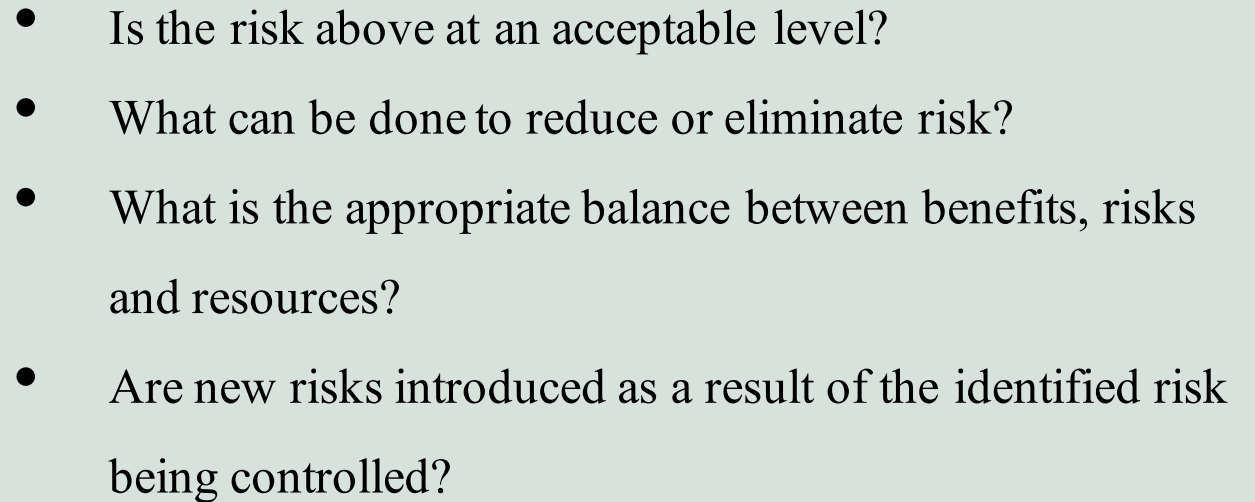 • Is the risk above at an acceptable level?
• What can be done to reduce or eliminate risk?
• What is the appropriate balance between benefits, risks
and resources?
• Are new risks introduced as a result of the identified risk
being controlled?